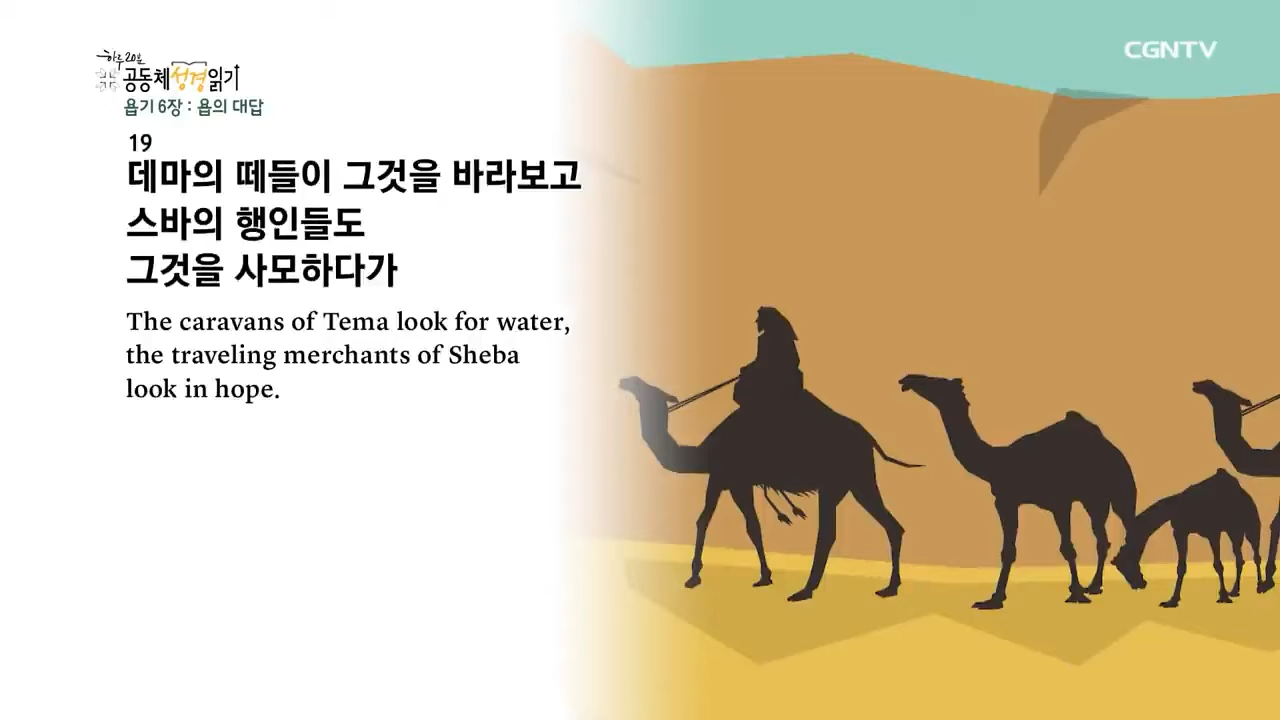 하루 20분
공동체성경읽기
CGNTV
욥기 6장 : 욥의 대답
19
데마의 떼들이 그것을 바라보고
스바의 행인들도
그것을 사모하다가
The caravans of Tema look for water,
the traveling merchants of Sheba
look in hope.